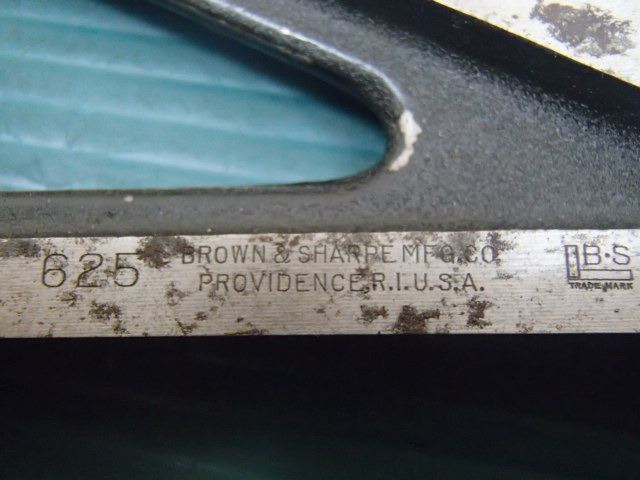 625
BROWN & SHARPE MFG. CO.
PROVIDENCE, R.I. U.S.A.
B·S
TRADE MARK